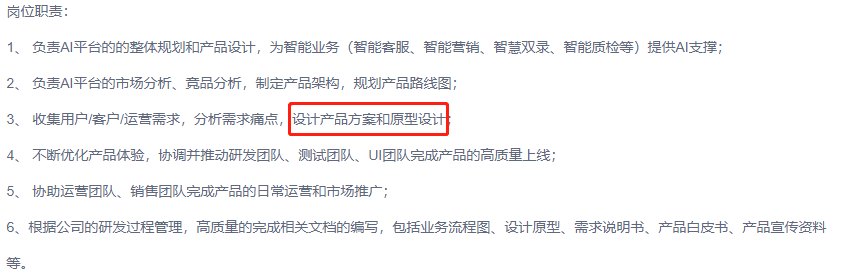 岗位职责：
1、 负责AI平台的的整体规划和产品设计，为智能业务（智能客服、智能营销、智慧双录、智能质检等）提供AI支撑；
2、 负责AI平台的市场分析、竞品分析，制定产品架构，规划产品路线图；
3、 收集用户/客户/运营需求，分析需求痛点，设计产品方案和原型设计；
4、 不断优化产品体验，协调并推动研发团队、测试团队、UI团队完成产品的高质量上线；
5、 协助运营团队、销售团队完成产品的日常运营和市场推广；
6、根据公司的研发过程管理，高质量的完成相关文档的编写，包括业务流程图、设计原型、需求说明书、产品白皮书、产品宣传资料
等。